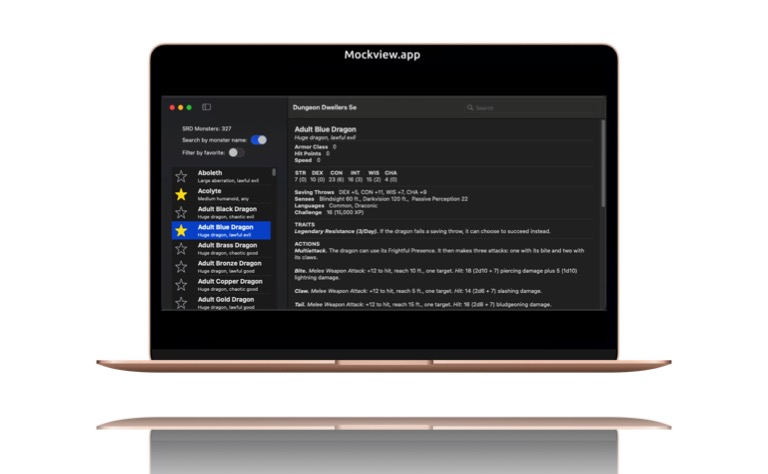 Mockview.app
Dungeon Dwellers 5e
Search
SRD Monsters: 327
Search by monster name:
Filter by favorite:
Aboleth
Large aberration, lawful evil
Acolyte
Medium humanoid, any
Adult Black Dragon
Huge dragon, chaotic evil
Adult Blue Dragon
Huge dragon, lawful evil
Adult Brass Dragon
Huge dragon, chaotic good
Adult Bronze Dragon
Huge dragon, lawful good
Adult Copper Dragon
Huge dragon, chaotic good
Adult Gold Dragon
Huge dragon, lawful good
Adult Blue Dragon
Huge dragon, lawful evil
Armor Class 0
Hit Points 0
Speed 0
STR DEX CON INT WIS CHA
7 (0) 10 (0) 23 (6) 16 (3) 15 (2) 4 (0)
Saving Throws DEX +5, CON +11, WIS +7, CHA +9
Senses Blindsight 60 ft., Darkvision 120 ft., Passive Perception 22
Languages Common, Draconic
Challenge 16 (15,000 XP)
TRAITS
Legendary Resistance (3/Day). If the dragon fails a saving throw, it can choose to succeed instead.
ACTIONS
Multiattack. The dragon can use its Frightful Presence. It then makes three attacks: one with its bite and two with
its claws.
Bite. Melee Weapon Attack: +12 to hit, reach 10 ft., one target. Hit: 18 (2d10 + 7) piercing damage plus 5 (1d10)
lightning damage.
Claw. Melee Weapon Attack: +12 to hit, reach 5 ft., one target. Hit: 14 (2d6 + 7) slashing damage.
Tail. Melee Weapon Attack: +12 to hit, reach 15 ft., one target. Hit: 16 (2d8 + 7) bludgeoning damage.